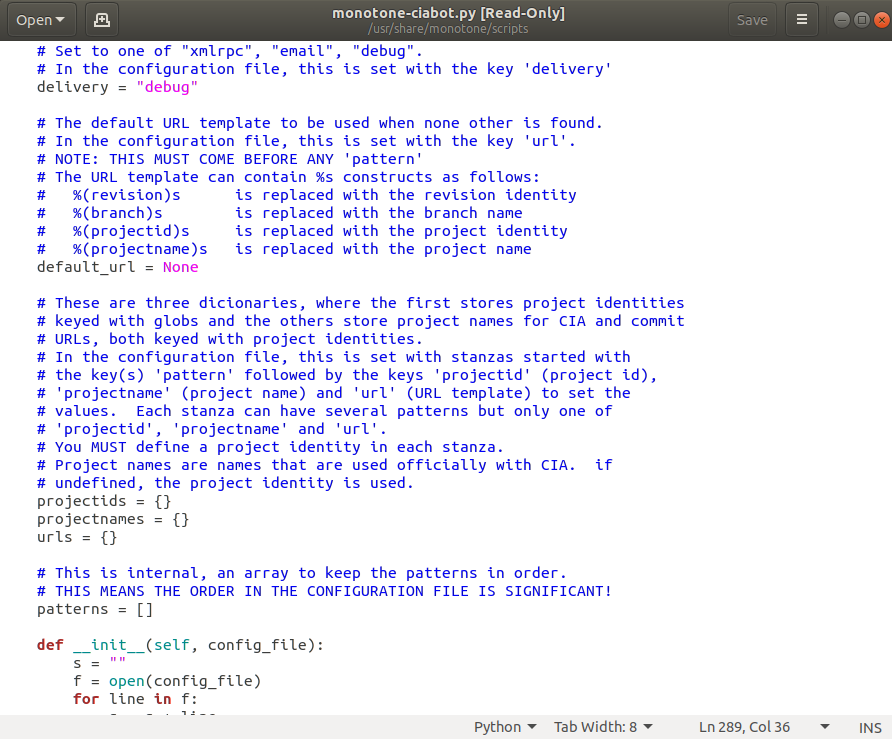 Open
monotone-ciabot.py [Read-Only]
/usr/share/monotone/scripts
Save
# Set to one of "xmlrpc", "email", "debug".
# In the configuration file, this is set with the key 'delivery'
delivery = "debug"
# The default URL template to be used when none other is found.
# In the configuration file, this is set with the key 'url'.
# NOTE: THIS MUST COME BEFORE ANY 'pattern'
# The URL template can contain %s constructs as follows:
#   %(revision)s      is replaced with the revision identity
#   %(branch)s        is replaced with the branch name
#   %(projectid)s     is replaced with the project identity
#   %(projectname)s   is replaced with the project name
default_url = None
# These are three dicionaries, where the first stores project identities
# keyed with globs and the others store project names for CIA and commit
# URLs, both keyed with project identities.
# In the configuration file, this is set with stanzas started with
# the key(s) 'pattern' followed by the keys 'projectid' (project id),
# 'projectname' (project name) and 'url' (URL template) to set the
# values.  Each stanza can have several patterns but only one of
# 'projectid', 'projectname' and 'url'.
# You MUST define a project identity in each stanza.
# Project names are names that are used officially with CIA.  if
# undefined, the project identity is used.
projectids = {}
projectnames = {}
urls = {}
# This is internal, an array to keep the patterns in order.
# THIS MEANS THE ORDER IN THE CONFIGURATION FILE IS SIGNIFICANT!
patterns = []
def __init__(self, config_file):
    s = ""
    f = open(config_file)
    for line in f:
Python
Tab Width: 8
Ln 289, Col 36
INS